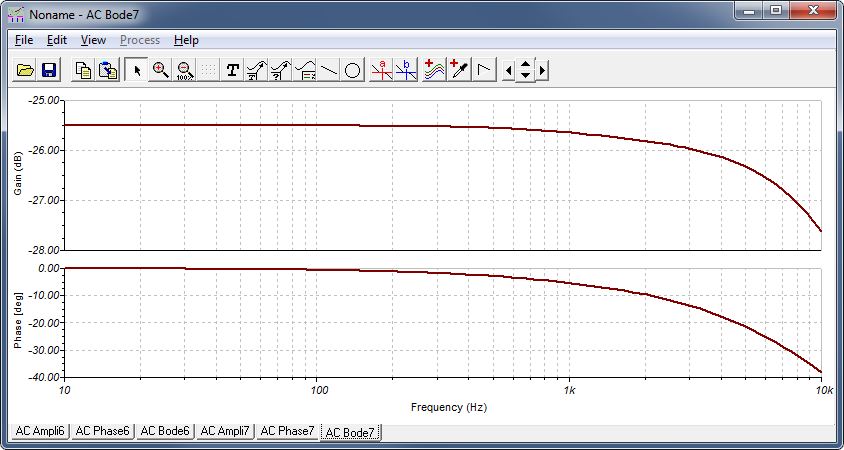 Noname - AC Bode7
File Edit View Process Help
100% T ? a b
-25.00
-26.00
-27.00
-28.00
Gain (dB)
0.00
-10.00
-20.00
-30.00
-40.00
Phase [deg]
10 100 1k 10k
Frequency (Hz)
AC Ampli6 AC Phase6 AC Bode6 AC Ampli7 AC Phase7 AC Bode7